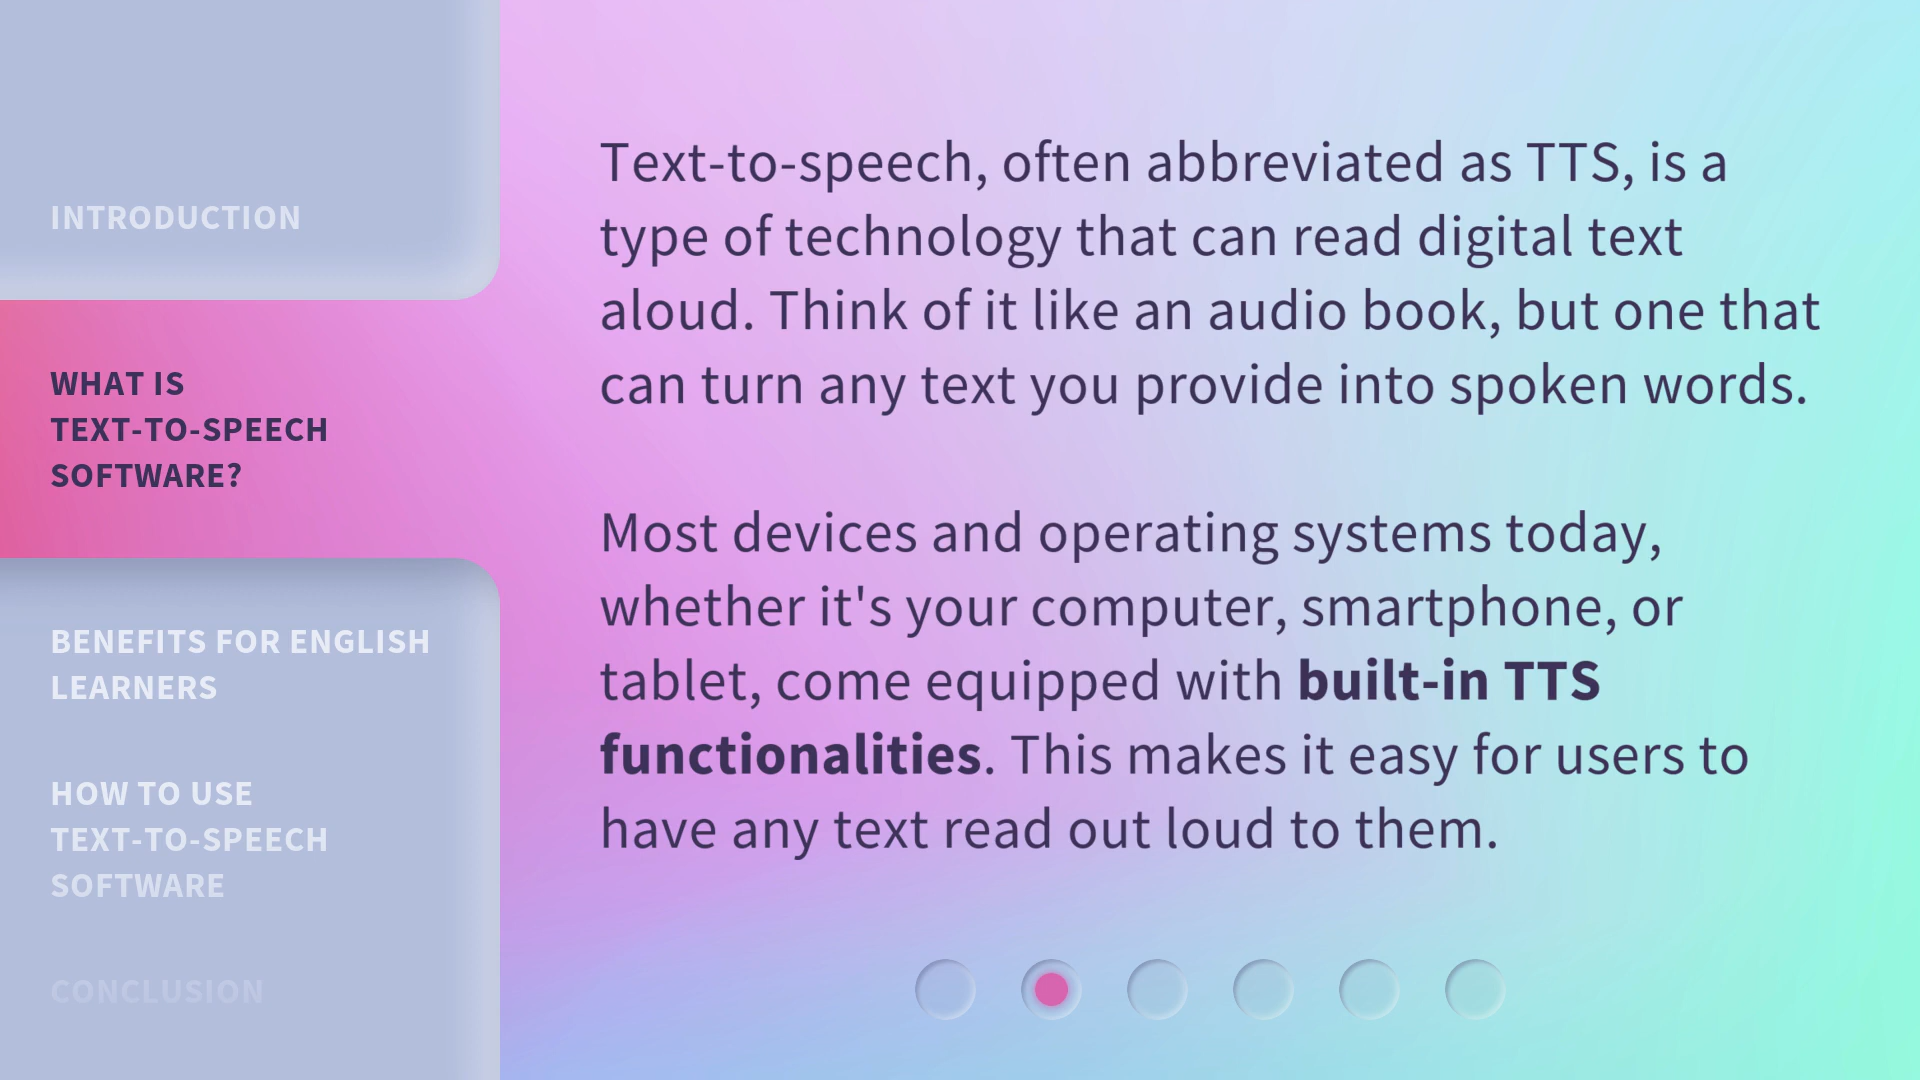 INTRODUCTION
WHAT IS
TEXT-TO-SPEECH
SOFTWARE?
BENEFITS FOR ENGLISH
LEARNERS
HOW TO USE
TEXT-TO-SPEECH
SOFTWARE
CONCLUSION
Text-to-speech, often abbreviated as TTS, is a
type of technology that can read digital text
aloud. Think of it like an audio book, but one that
can turn any text you provide into spoken words.
Most devices and operating systems today,
whether it's your computer, smartphone, or
tablet, come equipped with built-in TTS
functionalities. This makes it easy for users to
have any text read out loud to them.